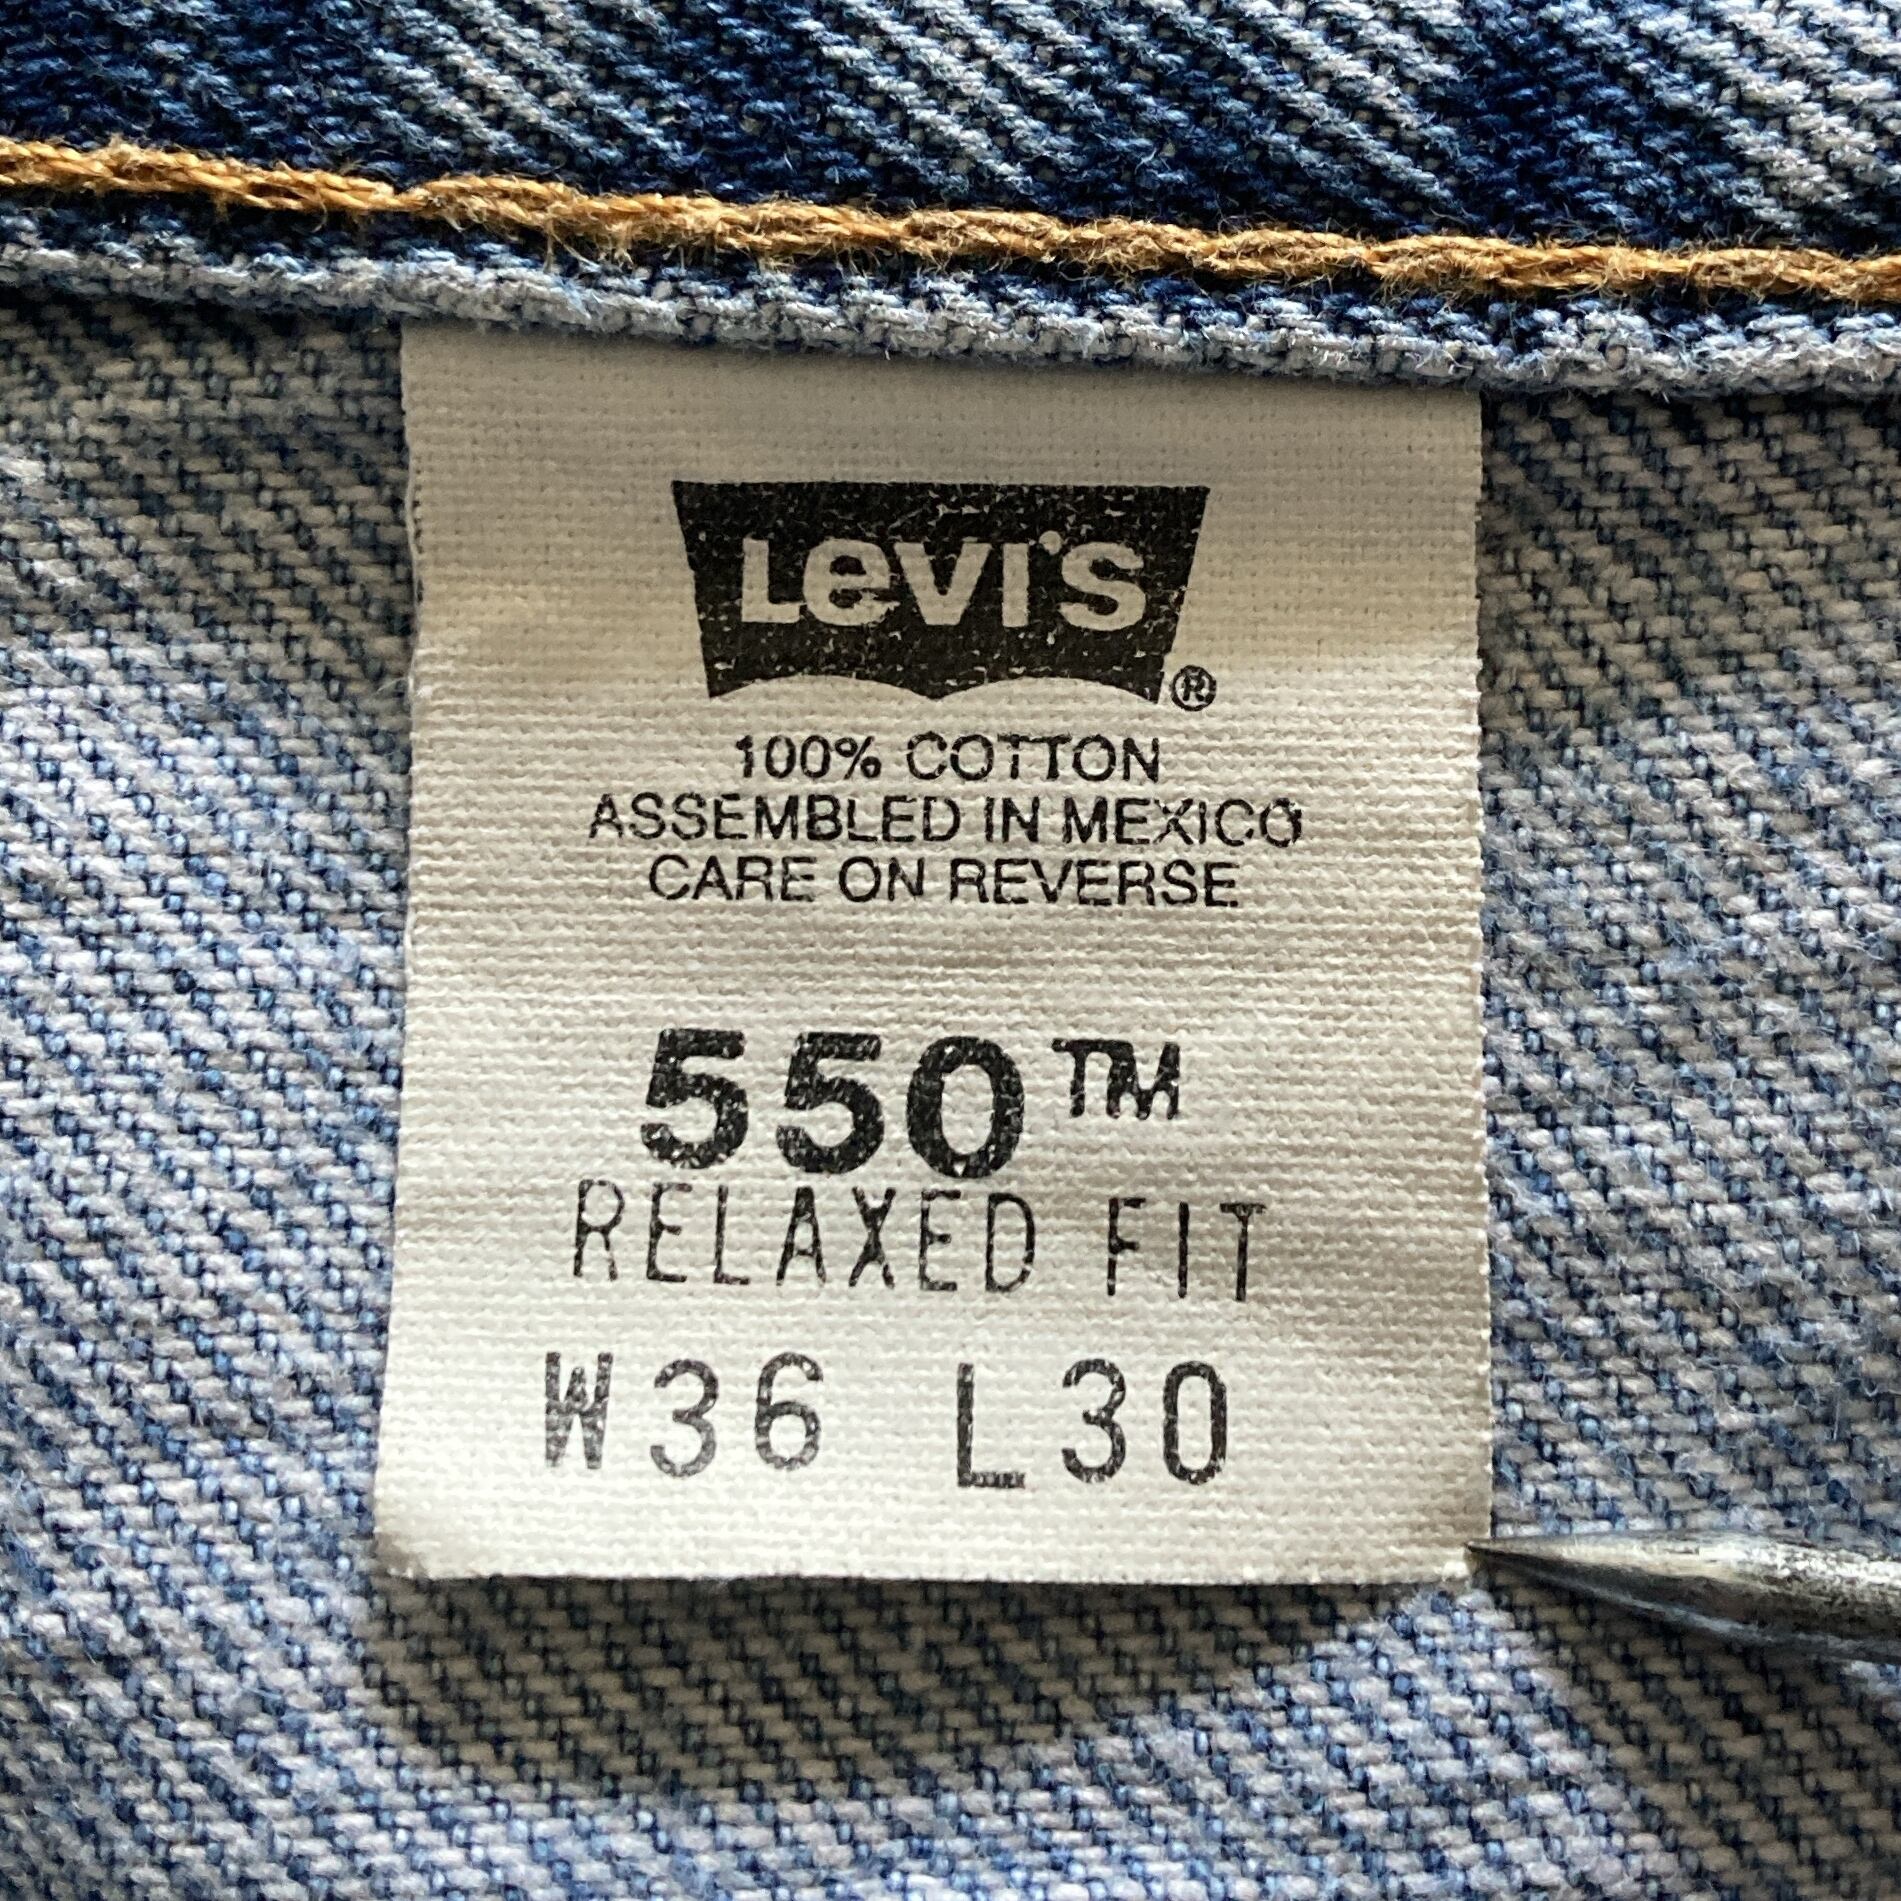 Levi's ®
100% COTTON
ASSEMBLED IN MEXICO
CARE ON REVERSE
550™
RELAXED FIT
W36 L30